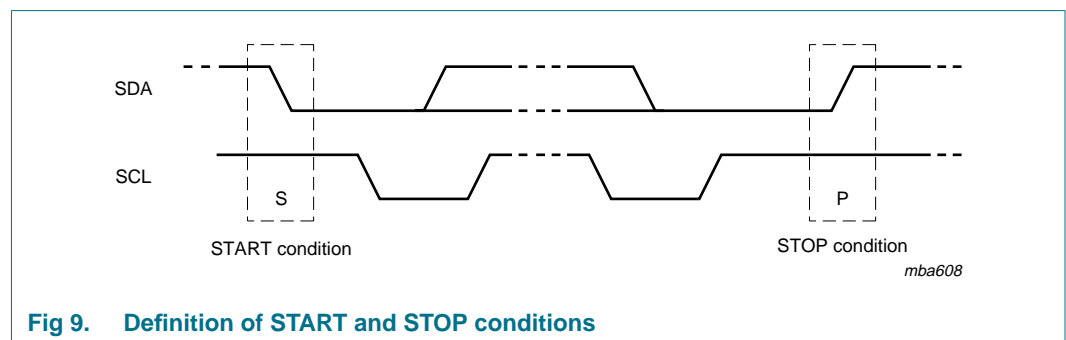 SDA
SCL
S
P
START condition
STOP condition
mba608
Fig 9. Definition of START and STOP conditions